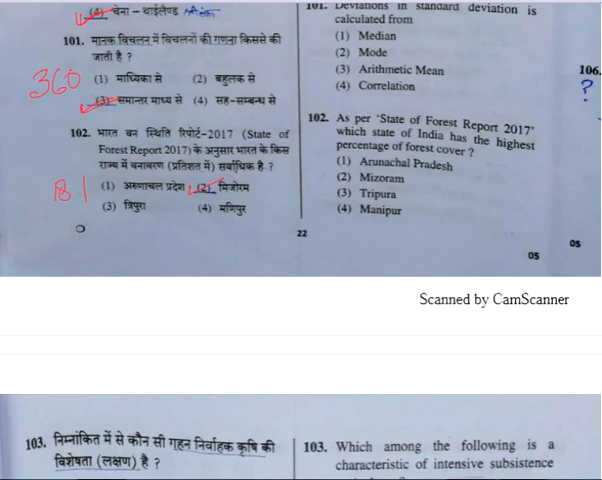 (4) चेना – थाईलैण्ड
101. मानक विचलन में विचलनों की गणना किससे की
जाती है ?
360
(1) माध्यिका से (2) बहुलक से
(3) समान्तर माध्य से (4) सह-सम्बन्ध से
102. भारत वन स्थिति रिपोर्ट-2017 (State of
Forest Report 2017) के अनुसार भारत के किस
राज्य में वनावरण (प्रतिशत में) सर्वाधिक है ?
181
(1) अरुणाचल प्रदेश (2) मिजोरम
(3) त्रिपुरा (4) मणिपुर
101. Deviations in standard deviation is
calculated from
(1) Median
(2) Mode
(3) Arithmetic Mean
(4) Correlation
102. As per 'State of Forest Report 2017'
which state of India has the highest
percentage of forest cover ?
(1) Arunachal Pradesh
(2) Mizoram
(3) Tripura
(4) Manipur
106.
?
22
05
05
Scanned by CamScanner
103. निम्नांकित में से कौन सी गहन निर्वाहक कृषि की
विशेषता (लक्षण) है ?
103. Which among the following is a
characteristic of intensive subsistence